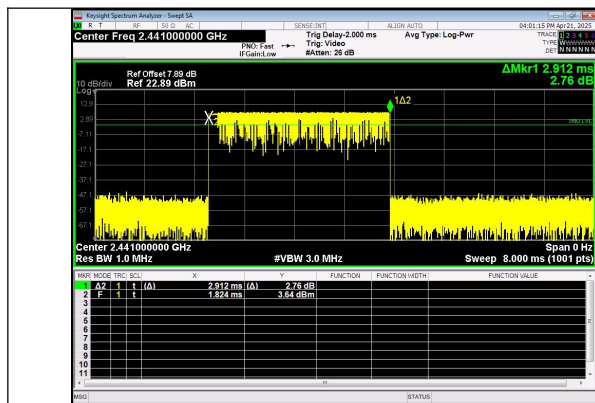 Keysight Spectrum Analyzer - Swept SA
R T RF 50 Ω AC SENSE:INT ALIGN AUTO 04:01:15 PM Apr 21, 2025
Center Freq 2.441000000 GHz
PNO: Fast
IFGain:Low
Trig Delay-2.000 ms
Trig: Video
#Atten: 26 dB
Avg Type: Log-Pwr
TRACE 1 2 3 4 5 6
TYPE W
DET N N N N N N
ΔMkr1 2.912 ms
2.76 dB
Ref Offset 7.89 dB
10 dB/div Ref 22.89 dBm
Log
12.9
2.89
-7.11
-17.1
-27.1
-37.1
-47.1
-57.1
-67.1
1Δ2
X2
TRIG LVL
Center 2.441000000 GHz Span 0 Hz
Res BW 1.0 MHz #VBW 3.0 MHz Sweep 8.000 ms (1001 pts)
MKR MODE TRC SCL X Y FUNCTION FUNCTION WIDTH FUNCTION VALUE
1 Δ2 1 t (Δ) 2.912 ms (Δ) 2.76 dB
2 F 1 t 1.824 ms 3.64 dBm
3
4
5
6
7
8
9
10
11
MSG STATUS